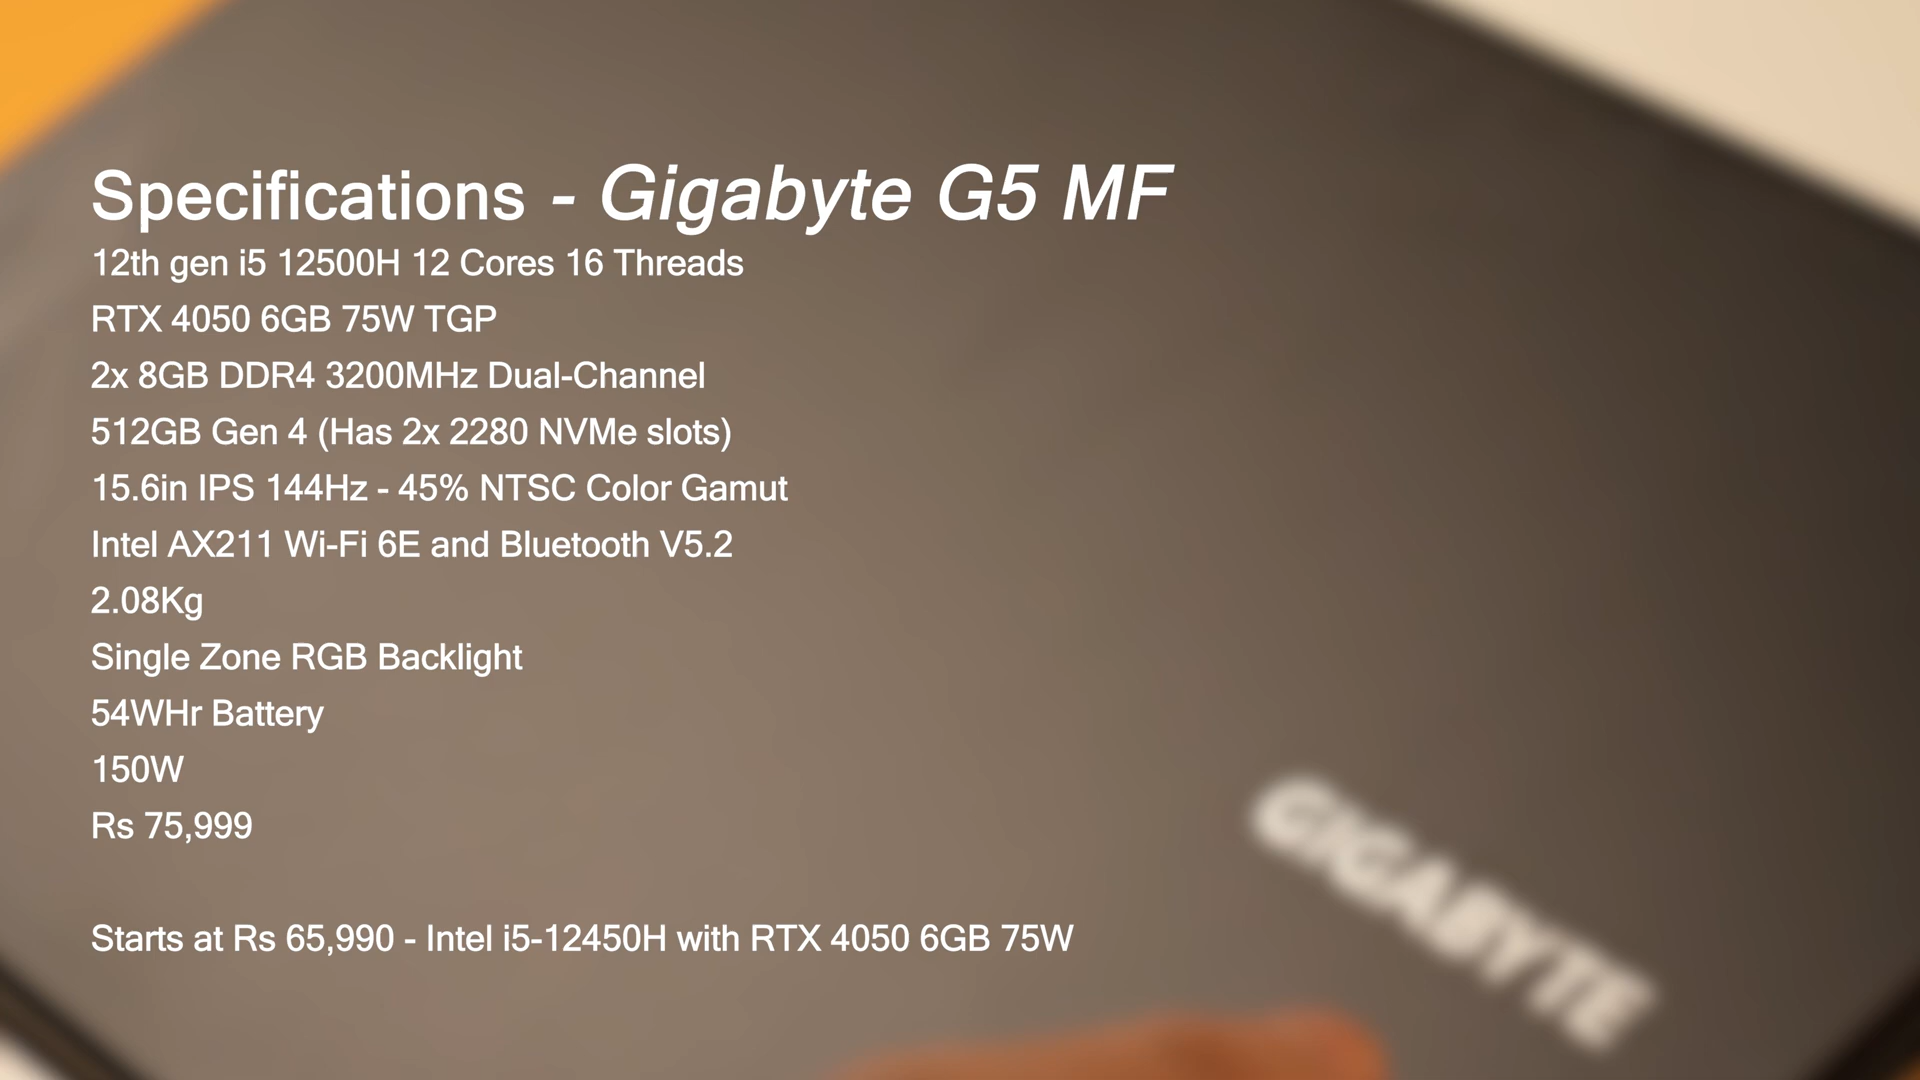 Specifications - Gigabyte G5 MF
12th gen i5 12500H 12 Cores 16 Threads
RTX 4050 6GB 75W TGP
2x 8GB DDR4 3200MHz Dual-Channel
512GB Gen 4 (Has 2x 2280 NVMe slots)
15.6in IPS 144Hz - 45% NTSC Color Gamut
Intel AX211 Wi-Fi 6E and Bluetooth V5.2
2.08Kg
Single Zone RGB Backlight
54WHr Battery
150W
Rs 75,999
Starts at Rs 65,990 - Intel i5-12450H with RTX 4050 6GB 75W
GIGABYTE